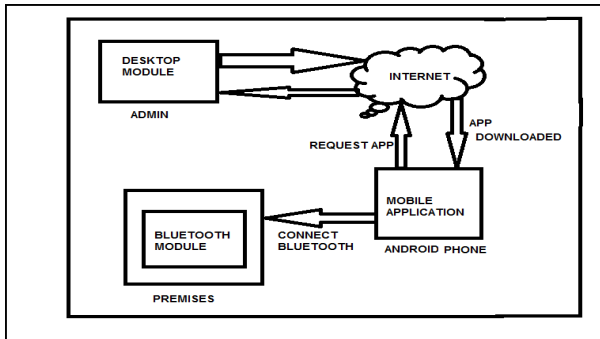 DESKTOP
MODULE
ADMIN
INTERNET
REQUEST APP
APP
DOWNLOADED
MOBILE
APPLICATION
ANDROID PHONE
CONNECT
BLUETOOTH
BLUETOOTH
MODULE
PREMISES